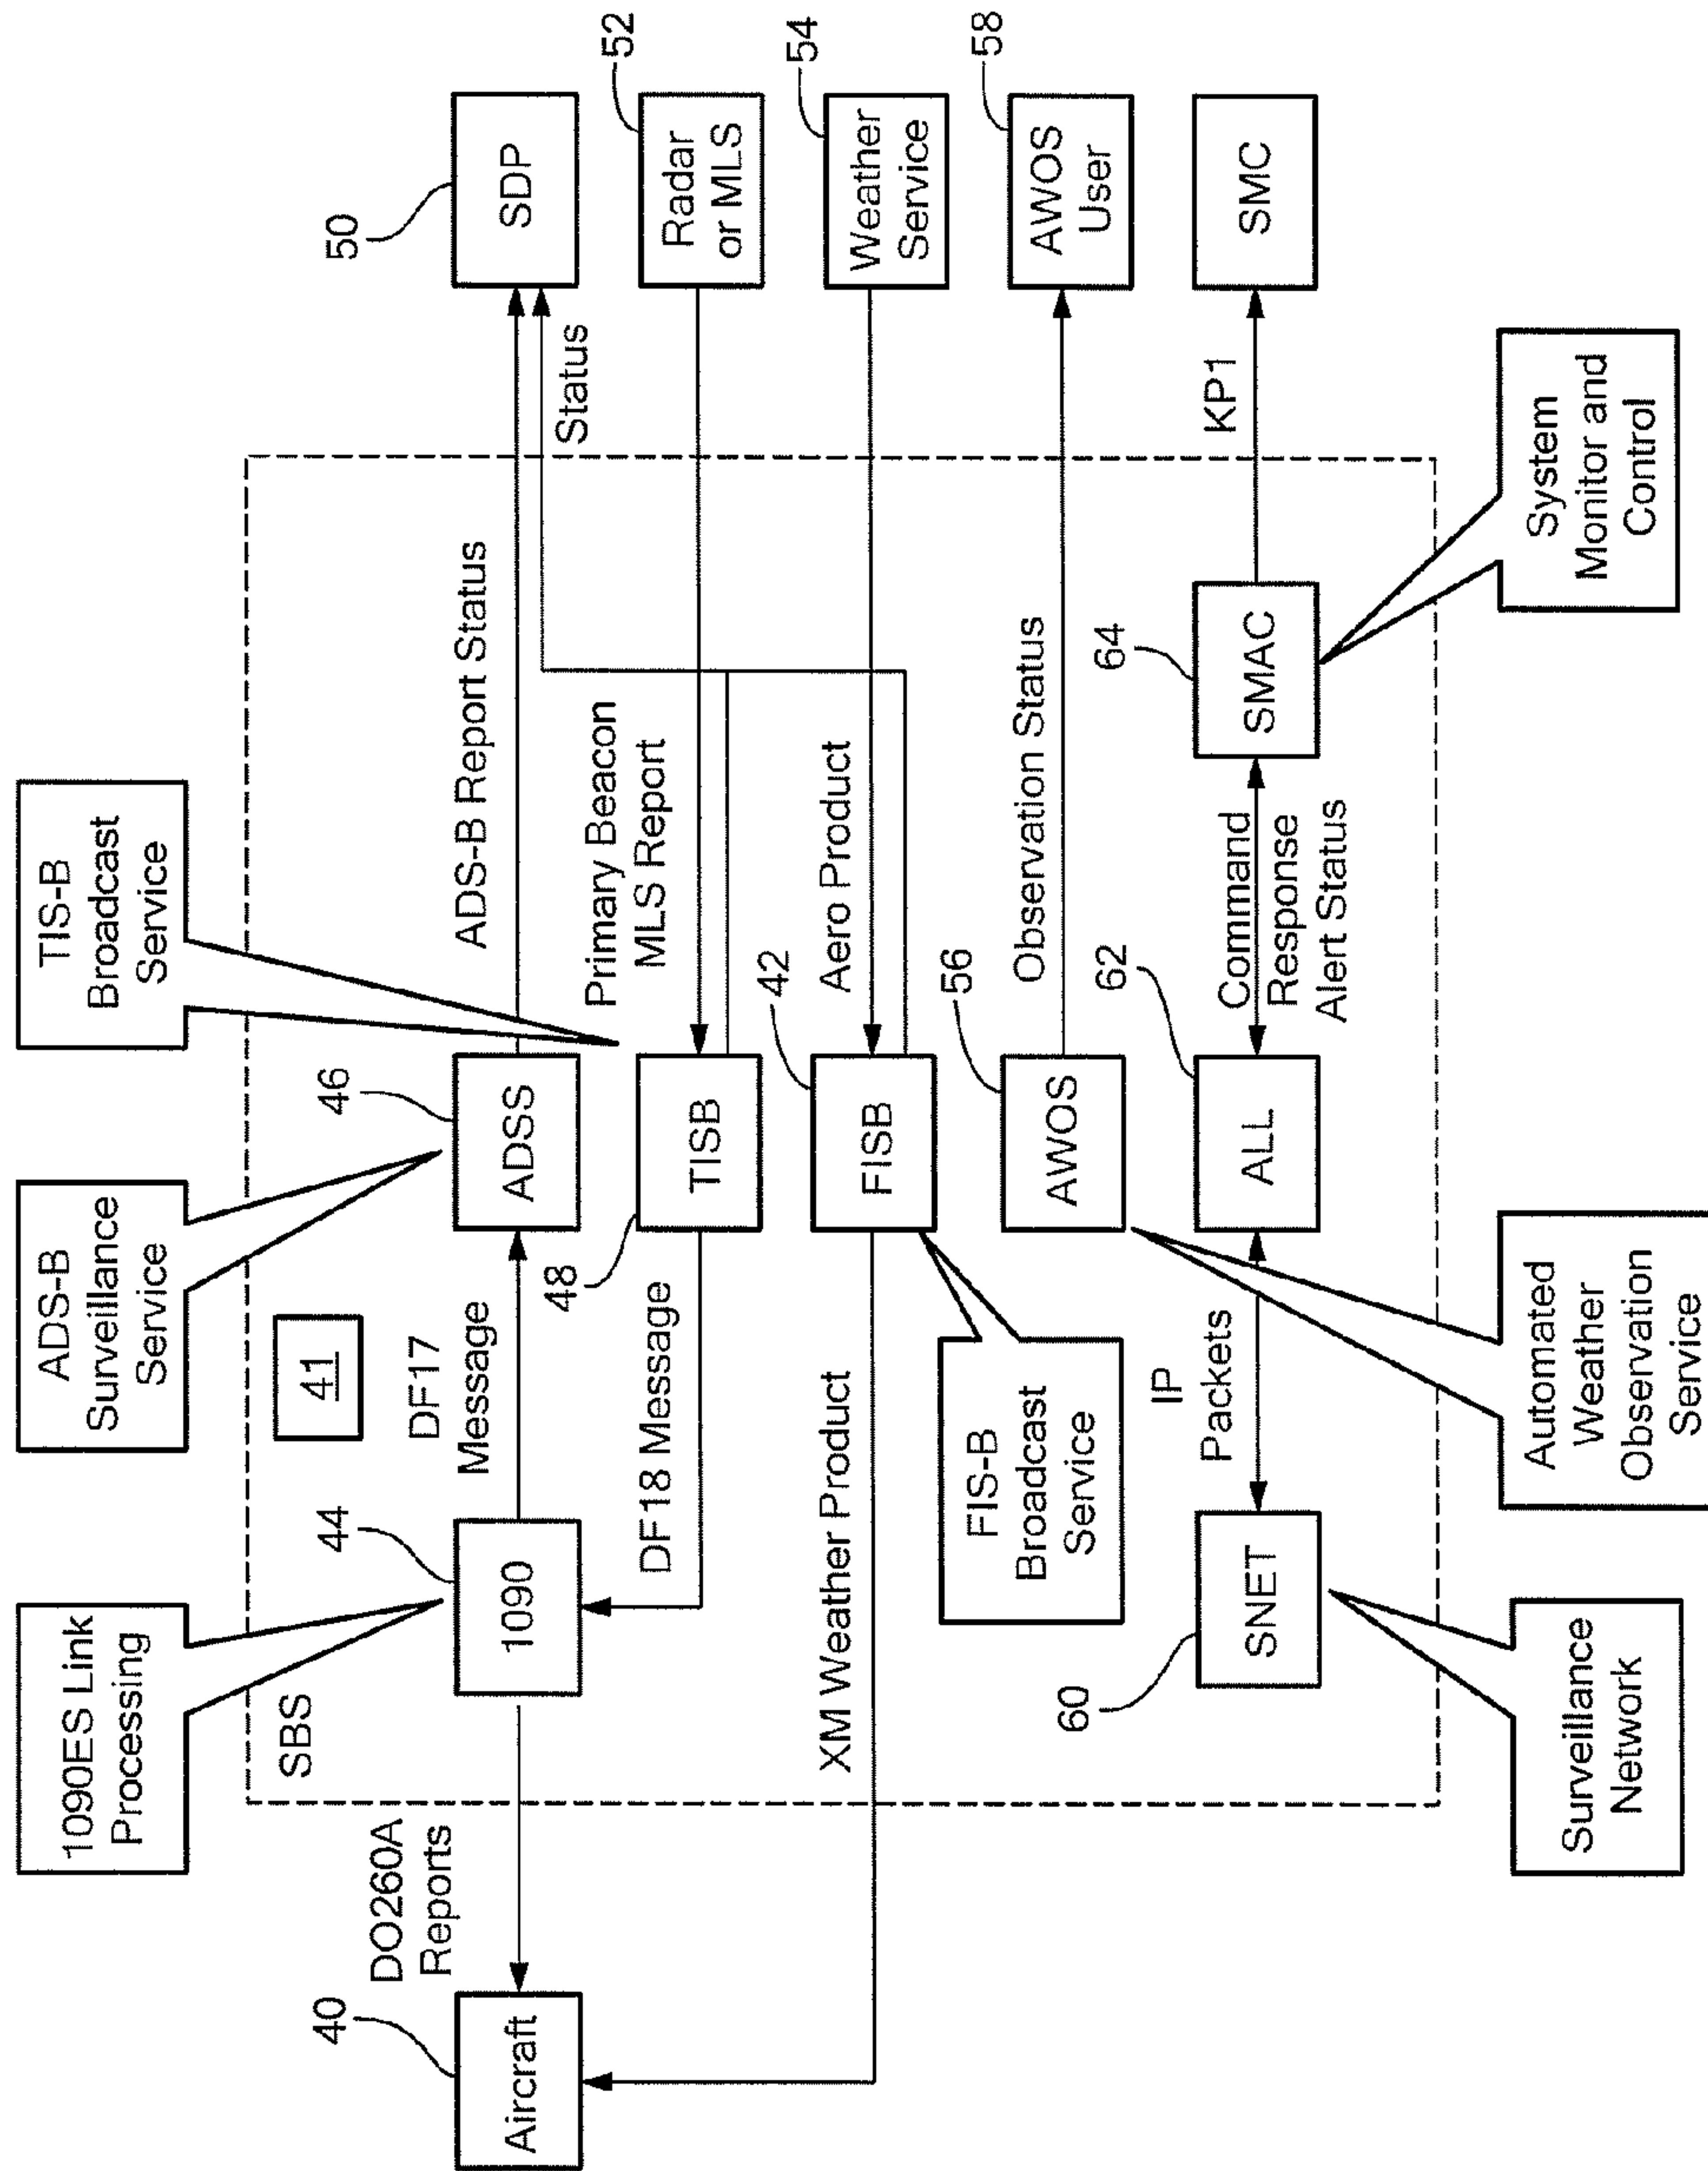 1090ES Link
Processing
ADS-B
Surveillance
Service
TIS-B
Broadcast
Service
SBS
41
40
Aircraft
DO260A
Reports
44
1090
DF17
Message
46
ADSS
ADS-B Report Status
Status
50
SDP
DF18 Message
48
TISB
Primary Beacon
MLS Report
52
Radar
or MLS
XM Weather Product
42
FISB
Aero Product
54
Weather
Service
FIS-B
Broadcast
Service
56
AWOS
Observation Status
58
AWOS
User
60
SNET
IP
Packets
62
ALL
Command
Response
Alert Status
64
SMAC
KP1
SMC
Surveillance
Network
Automated
Weather
Observation
Service
System
Monitor and
Control